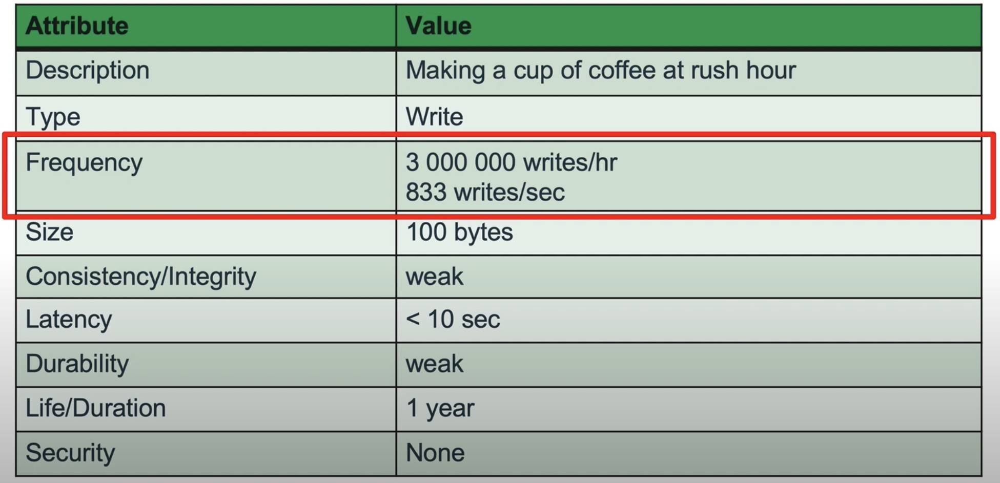 Attribute Value
Description Making a cup of coffee at rush hour
Type Write
Frequency 3 000 000 writes/hr
833 writes/sec
Size 100 bytes
Consistency/Integrity weak
Latency < 10 sec
Durability weak
Life/Duration 1 year
Security None